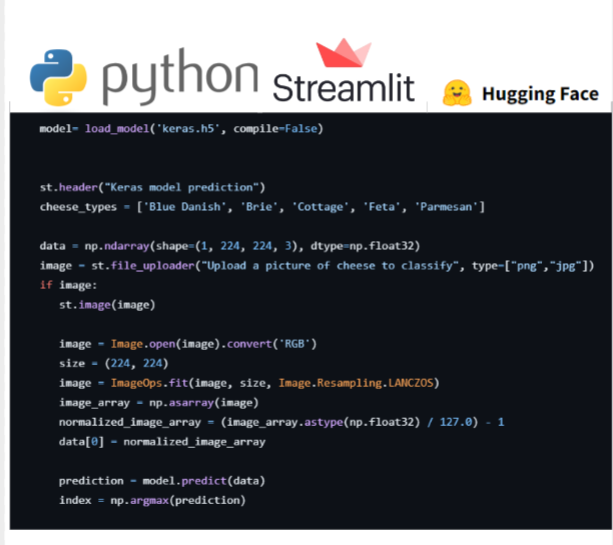 python
Streamlit
Hugging Face
model= load_model('keras.h5', compile=False)
st.header("Keras model prediction")
cheese_types = ['Blue Danish', 'Brie', 'Cottage', 'Feta', 'Parmesan']
data = np.ndarray(shape=(1, 224, 224, 3), dtype=np.float32)
image = st.file_uploader("Upload a picture of cheese to classify", type=["png","jpg"])
if image:
st.image(image)
image = Image.open(image).convert('RGB')
size = (224, 224)
image = ImageOps.fit(image, size, Image.Resampling.LANCZOS)
image_array = np.asarray(image)
normalized_image_array = (image_array.astype(np.float32) / 127.0) - 1
data[0] = normalized_image_array
prediction = model.predict(data)
index = np.argmax(prediction)